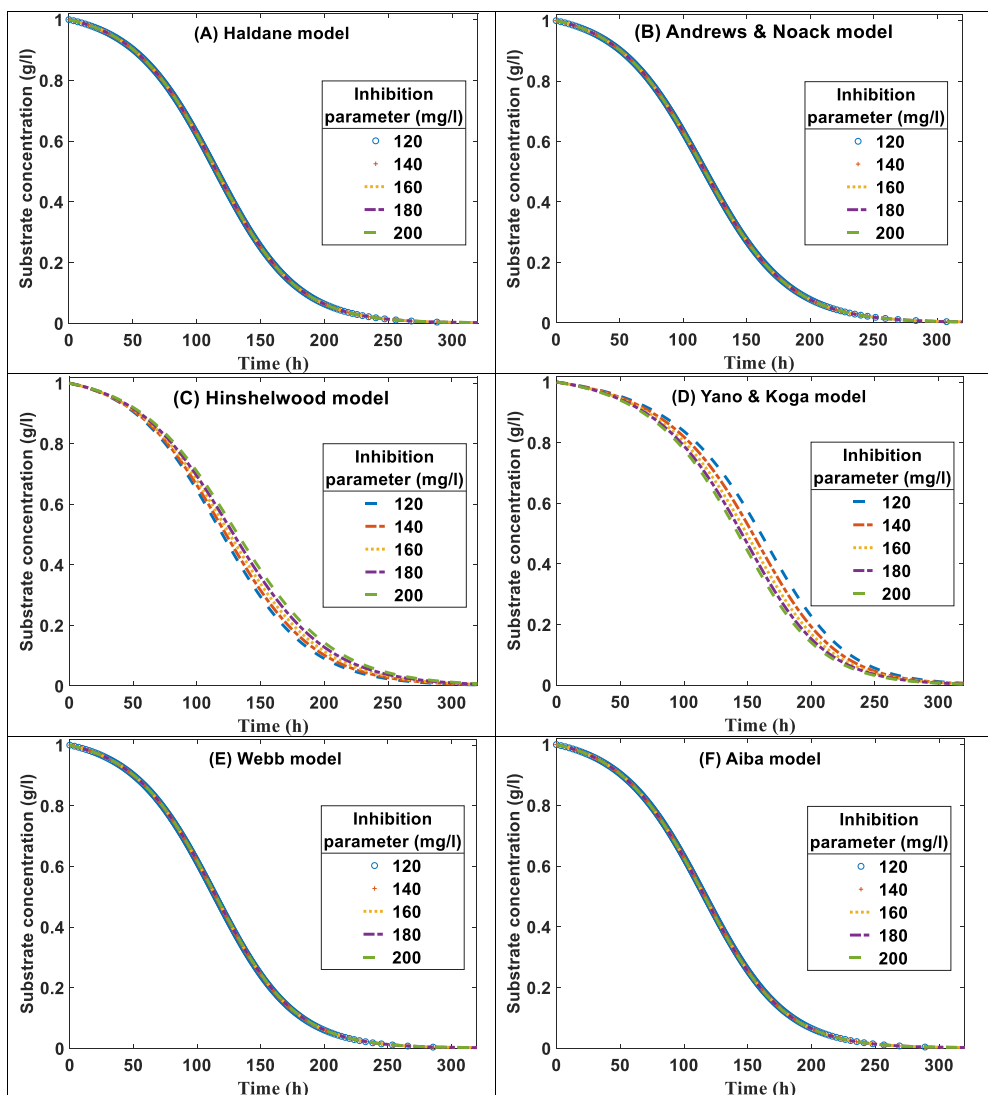 (A) Haldane model
Substrate concentration (g/l)
1
0.8
0.6
0.4
0.2
0
0 50 100 150 200 250 300
Time (h)
Inhibition
parameter (mg/l)
120
140
160
180
200
(B) Andrews & Noack model
Substrate concentration (g/l)
1
0.8
0.6
0.4
0.2
0
0 50 100 150 200 250 300
Time (h)
Inhibition
parameter (mg/l)
120
140
160
180
200
(C) Hinshelwood model
Substrate concentration (g/l)
1
0.8
0.6
0.4
0.2
0
0 50 100 150 200 250 300
Time (h)
Inhibition
parameter (mg/l)
120
140
160
180
200
(D) Yano & Koga model
Substrate concentration (g/l)
1
0.8
0.6
0.4
0.2
0
0 50 100 150 200 250 300
Time (h)
Inhibition
parameter (mg/l)
120
140
160
180
200
(E) Webb model
Substrate concentration (g/l)
1
0.8
0.6
0.4
0.2
0
0 50 100 150 200 250 300
Time (h)
Inhibition
parameter (mg/l)
120
140
160
180
200
(F) Aiba model
Substrate concentration (g/l)
1
0.8
0.6
0.4
0.2
0
0 50 100 150 200 250 300
Time (h)
Inhibition
parameter (mg/l)
120
140
160
180
200